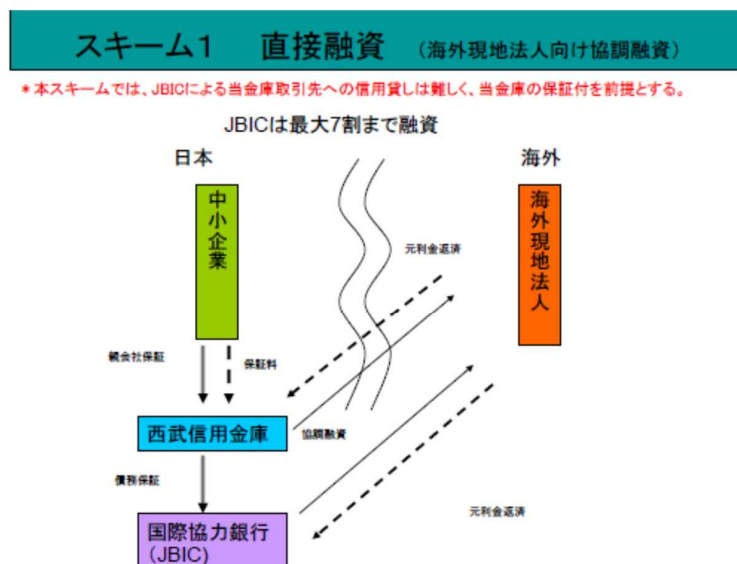 スキーム1 直接融資 (海外現地法人向け協調融資)
*本スキームでは、JBICによる当金庫取引先への信用貸しは難しく、当金庫の保証付を前提とする。
JBICは最大7割まで融資
日本
海外
中小企業
海外現地法人
元利金返済
親会社保証
保証料
西武信用金庫
協調融資
債務保証
元利金返済
国際協力銀行
(JBIC)